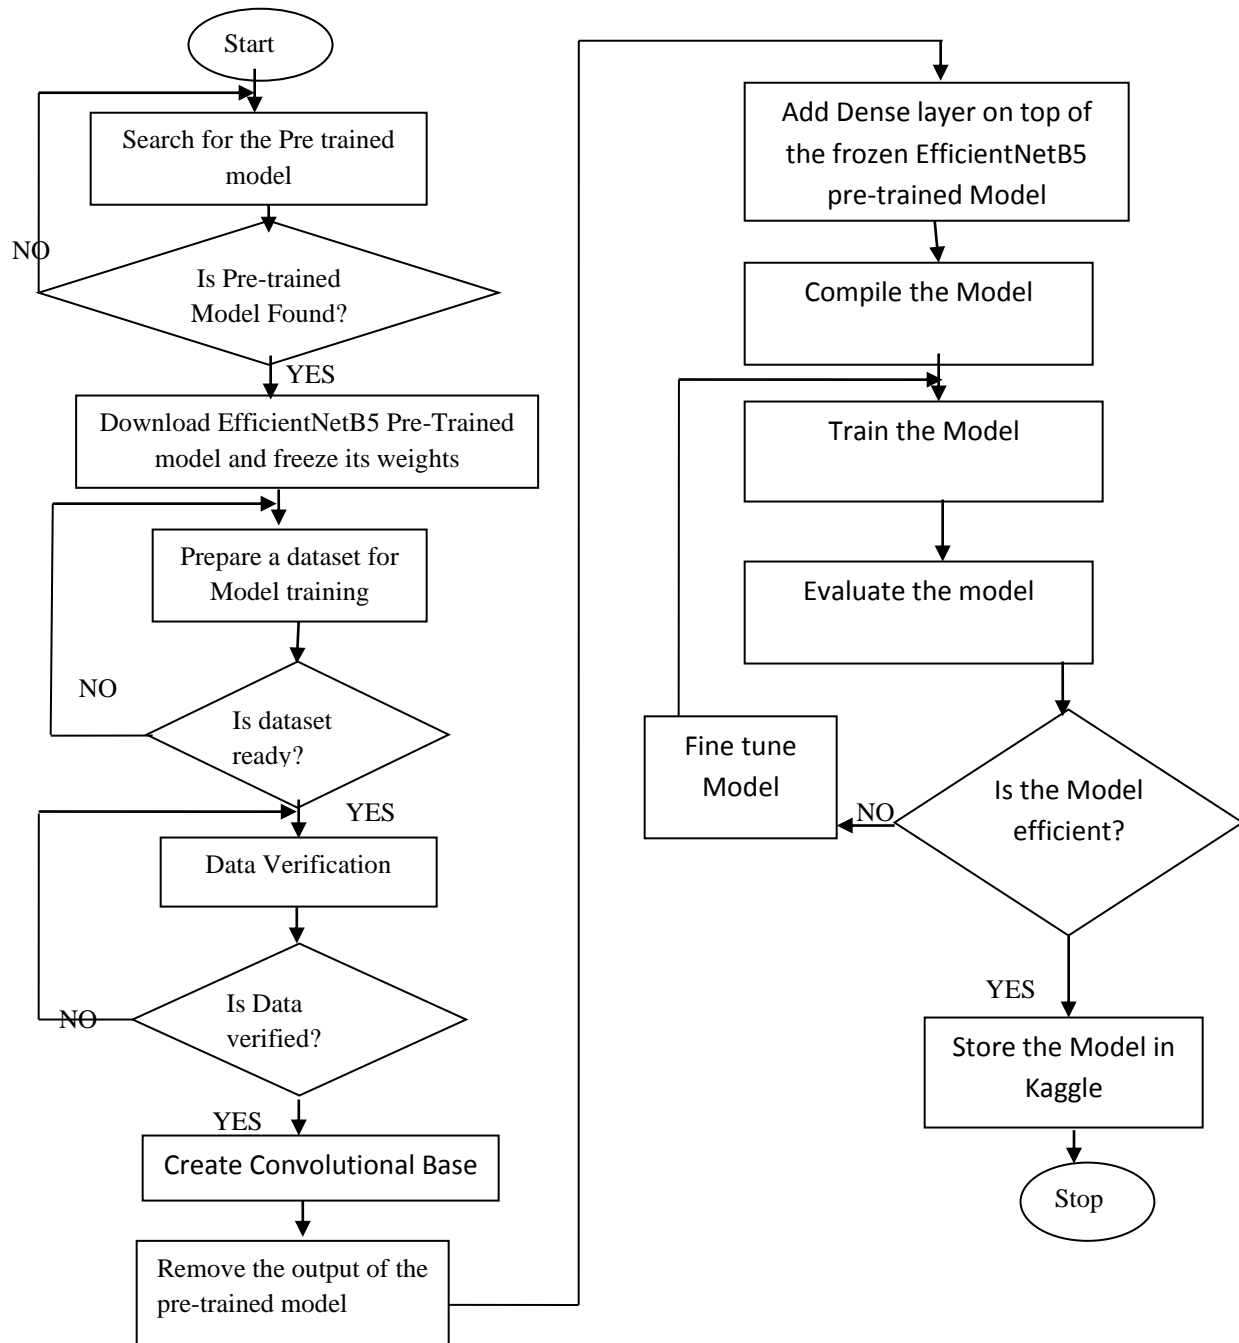 Start
Search for the Pre trained
model
NO
Is Pre-trained
Model Found?
YES
Download EfficientNetB5 Pre-Trained
model and freeze its weights
Prepare a dataset for
Model training
NO
Is dataset
ready?
YES
Data Verification
NO
Is Data
verified?
YES
Create Convolutional Base
Remove the output of the
pre-trained model
Add Dense layer on top of
the frozen EfficientNetB5
pre-trained Model
Compile the Model
Train the Model
Evaluate the model
Fine tune
Model
NO
Is the Model
efficient?
YES
Store the Model in
Kaggle
Stop